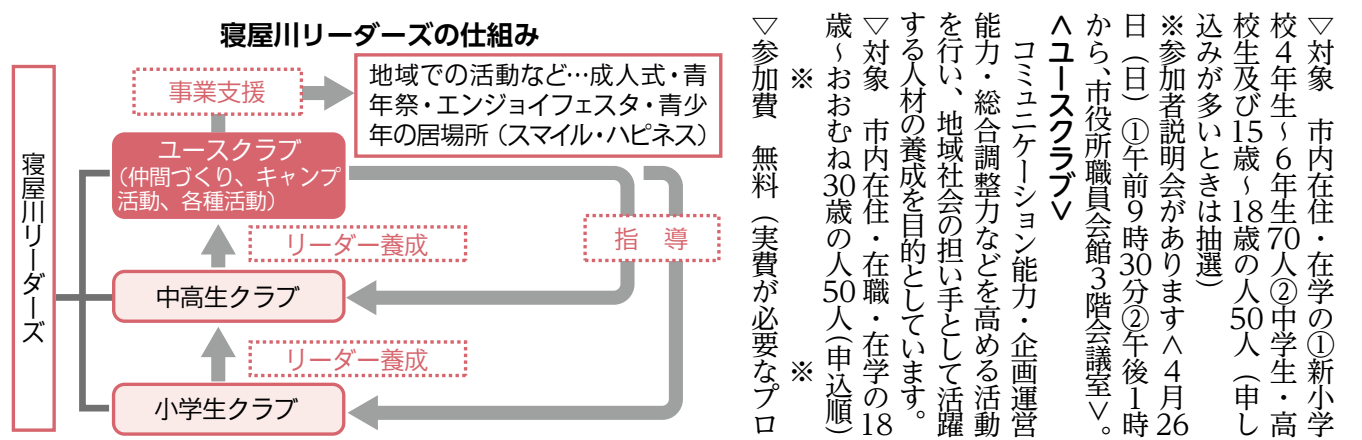 寝屋川リーダーズの仕組み
寝屋川リーダーズ
事業支援
地域での活動など…成人式・青
年祭・エンジョイフェスタ・青少
年の居場所（スマイル・ハピネス）
ユースクラブ
（仲間づくり、キャンプ
活動、各種活動）
リーダー養成
指　導
中高生クラブ
リーダー養成
小学生クラブ
▽対象　市内在住・在学の①新小学
校４年生～６年生70人②中学生・高
校生及び15歳～18歳の人50人（申し
込みが多いときは抽選）
※参加者説明会があります＜４月26
日（日）①午前９時30分②午後１時
から、市役所職員会館３階会議室＞。
＜ユースクラブ＞
　コミュニケーション能力・企画運営
能力・総合調整力などを高める活動
を行い、地域社会の担い手として活躍
する人材の養成を目的としています。
▽対象　市内在住・在職・在学の18
歳～おおむね30歳の人50人（申込順）
※　※
▽参加費　無料（実費が必要なプロ